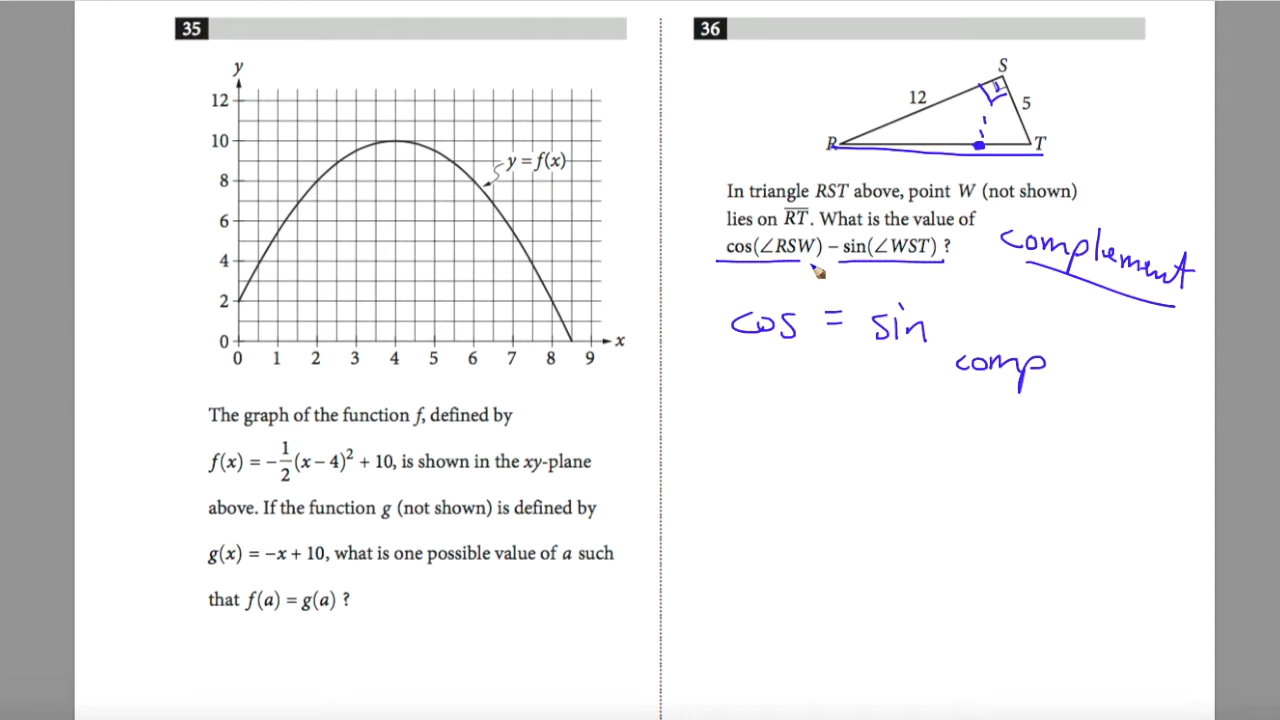 35
y
12
10
8
6
4
2
0
y = f(x)
0 1 2 3 4 5 6 7 8 9 x
The graph of the function f, defined by
f(x) = −1/2(x − 4)² + 10, is shown in the xy-plane
above. If the function g (not shown) is defined by
g(x) = −x + 10, what is one possible value of a such
that f(a) = g(a) ?
36
S
12
5
R
T
In triangle RST above, point W (not shown)
lies on R̅T̅. What is the value of
cos(∠RSW) − sin(∠WST) ?
complement
cos = sin
comp